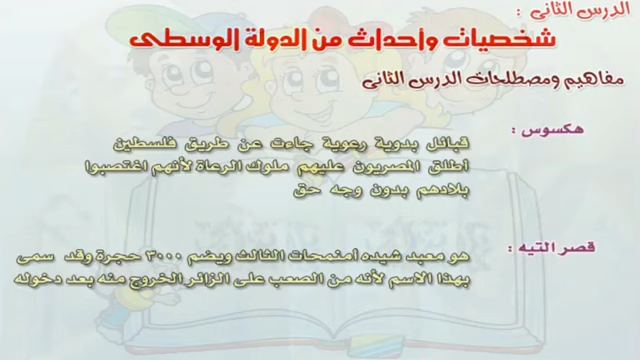 الدرس الثانى :
شخصيات وأحداث من الدولة الوسطى
مفاهيم ومصطلحات الدرس الثانى
هكسوس :
قبائل بدوية رعوية جاءت عن طريق فلسطين
أطلق المصريون عليهم ملوك الرعاة لأنهم اغتصبوا
بلادهم بدون وجه حق
قصر التيه :
هو معبد شيده أمنمحات الثالث ويضم ٣٠٠٠ حجرة وقد سمى
بهذا الاسم لأنه من الصعب على الزائر الخروج منه بعد دخوله